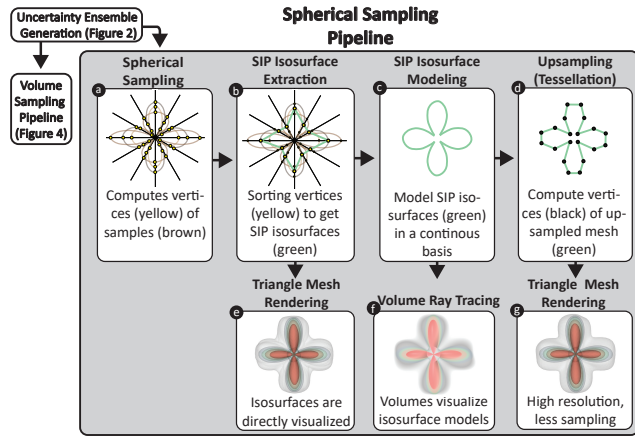 Uncertainty Ensemble
Generation (Figure 2)
Spherical Sampling
Pipeline
Volume
Sampling
Pipeline
(Figure 4)
Spherical
Sampling
a
Computes verti-
ces (yellow) of
samples (brown)
SIP Isosurface
Extraction
b
Sorting vertices
(yellow) to get
SIP isosurfaces
(green)
SIP Isosurface
Modeling
c
Model SIP iso-
surfaces (green)
in a continous
basis
Upsampling
(Tessellation)
d
Compute verti-
ces (black) of up-
sampled mesh
(green)
Triangle Mesh
Rendering
e
Isosurfaces are
directly visualized
Volume Ray Tracing
f
Volumes visualize
isosurface models
Triangle Mesh
Rendering
g
High resolution,
less sampling